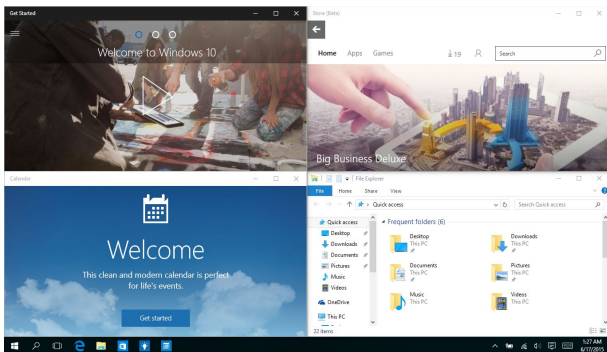 Get Started
Welcome to Windows 10
Store (Beta)
Home Apps Games
19
Search
Big Business Deluxe
Calendar
Welcome
This clean and modern calendar is perfect
for life's events.
Get started
File Explorer
File Home Share View
Quick access
Search Quick access
Quick access
Desktop
Downloads
Documents
Pictures
Music
Videos
OneDrive
This PC
Frequent folders (6)
Desktop
This PC
Downloads
This PC
Documents
This PC
Pictures
This PC
Music
This PC
Videos
This PC
22 items
1:27 AM
6/17/2015